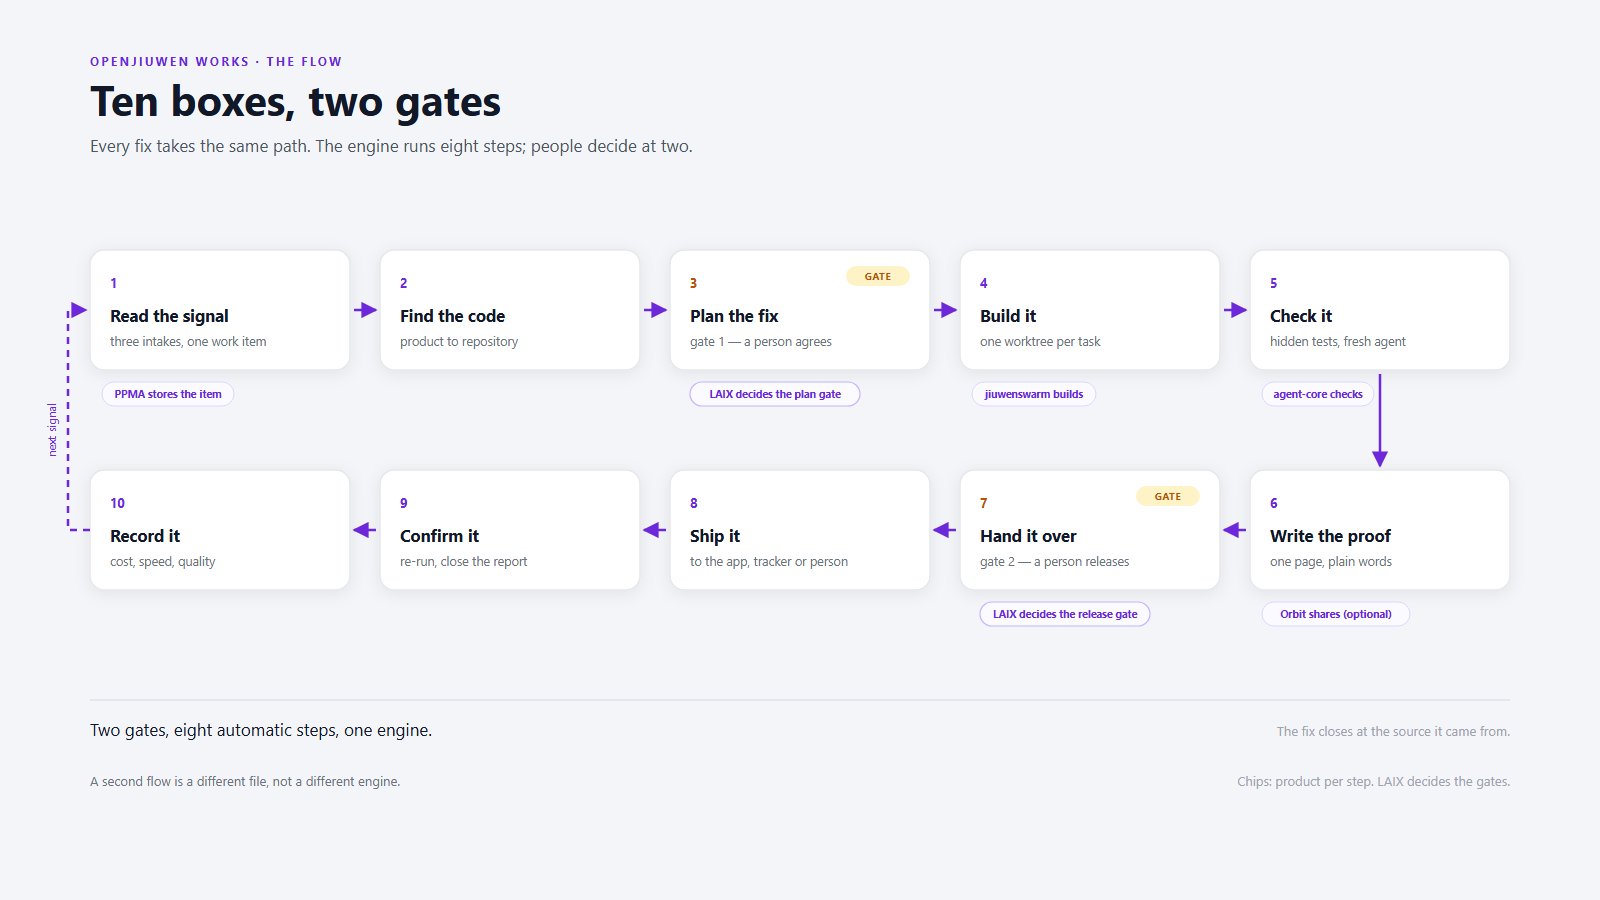 OPENJIUWEN WORKS · THE FLOW
Ten boxes, two gates
Every fix takes the same path. The engine runs eight steps; people decide at two.
1
Read the signal
three intakes, one work item
PPMA stores the item
2
Find the code
product to repository
3
GATE
Plan the fix
gate 1 — a person agrees
LAIX decides the plan gate
4
Build it
one worktree per task
jiuwenswarm builds
5
Check it
hidden tests, fresh agent
agent-core checks
6
Write the proof
one page, plain words
Orbit shares (optional)
7
GATE
Hand it over
gate 2 — a person releases
LAIX decides the release gate
8
Ship it
to the app, tracker or person
9
Confirm it
re-run, close the report
10
Record it
cost, speed, quality
next signal
Two gates, eight automatic steps, one engine.
The fix closes at the source it came from.
A second flow is a different file, not a different engine.
Chips: product per step. LAIX decides the gates.